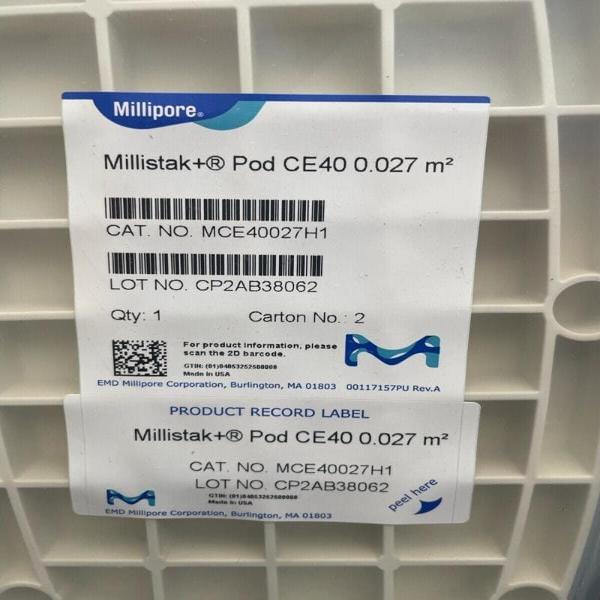 Millipore®
Millistak+® Pod CE40 0.027 m²
CAT. NO. MCE40027H1
LOT NO. CP2AB38062
Qty: 1 Carton No.: 2
For product information, please
scan the 2D barcode.
Made in USA
EMD Millipore Corporation, Burlington, MA 01803 00117157PU Rev.A
PRODUCT RECORD LABEL
Millistak+® Pod CE40 0.027 m²
CAT. NO. MCE40027H1
LOT NO. CP2AB38062
Made in USA
peel here
EMD Millipore Corporation, Burlington, MA 01803